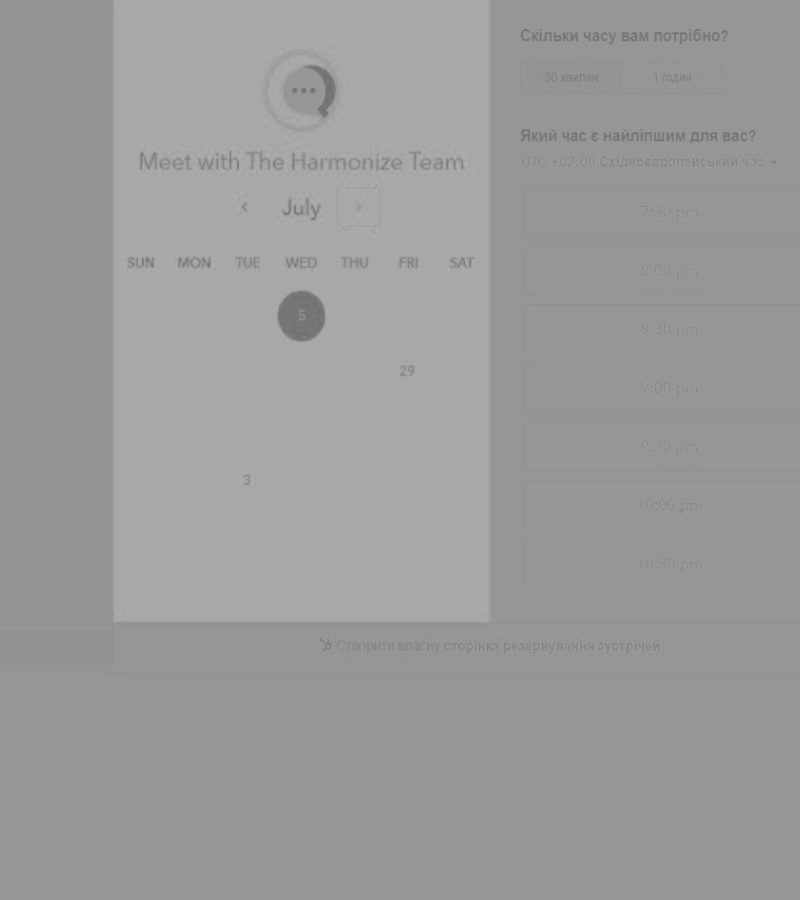 Meet with The Harmonize Team
July
SUN MON TUE WED THU FRI SAT
5
29
3
Скільки часу вам потрібно?
30 хвилин 1 годин
Який час є найліпшим для вас?
UTC +03:00 Східноєвропейський час
7:30 pm
8:00 pm
8:30 pm
9:00 pm
9:30 pm
10:00 pm
10:30 pm
Створити власну сторінка резервування зустрічей